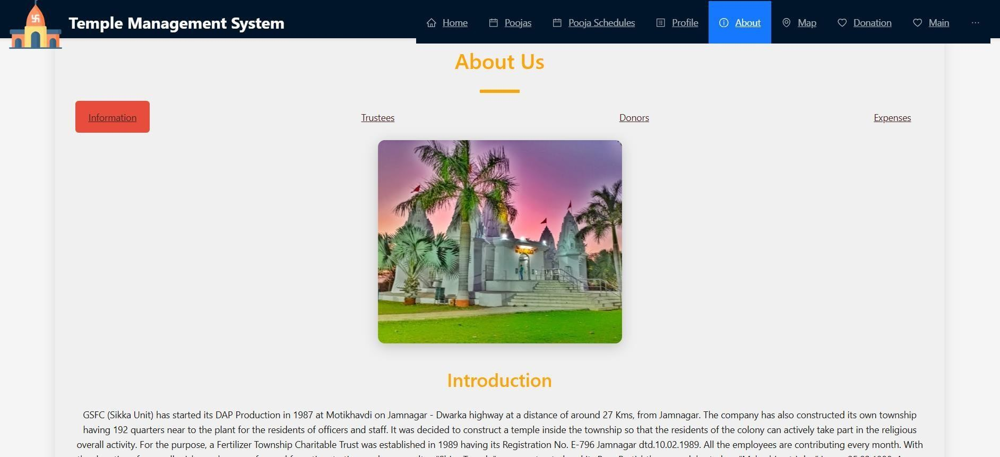 Temple Management System
Home Poojas Pooja Schedules Profile About Map Donation Main ...
About Us
Information Trustees Donors Expenses
Introduction
GSFC (Sikka Unit) has started its DAP Production in 1987 at Motikhavdi on Jamnagar - Dwarka highway at a distance of around 27 Kms, from Jamnagar. The company has also constructed its own township
having 192 quarters near to the plant for the residents of officers and staff. It was decided to construct a temple inside the township so that the residents of the colony can actively take part in the religious
overall activity. For the purpose, a Fertilizer Township Charitable Trust was established in 1989 having its Registration No. E-796 Jamnagar dtd.10.02.1989. All the employees are contributing every month. With